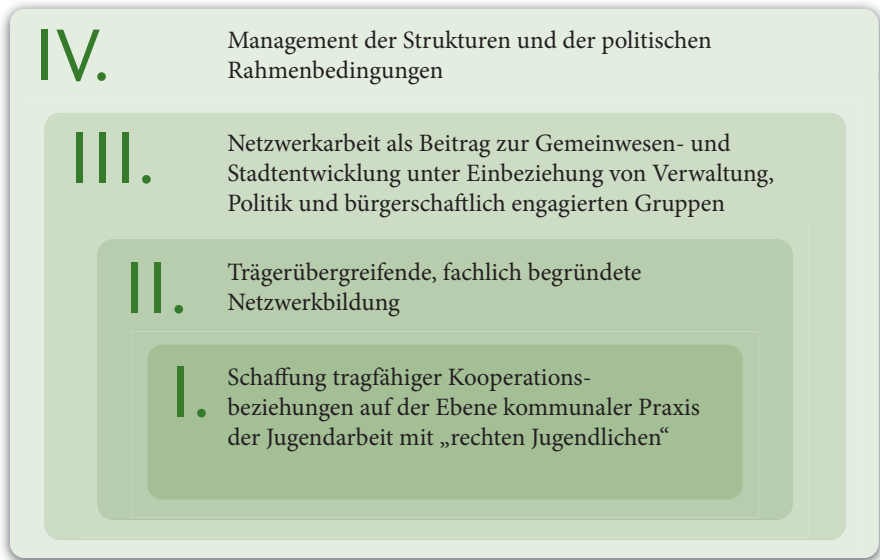 IV. Management der Strukturen und der politischen
Rahmenbedingungen
III. Netzwerkarbeit als Beitrag zur Gemeinwesen- und
Stadtentwicklung unter Einbeziehung von Verwaltung,
Politik und bürgerschaftlich engagierten Gruppen
II. Trägerübergreifende, fachlich begründete
Netzwerkbildung
I. Schaffung tragfähiger Kooperations-
beziehungen auf der Ebene kommunaler Praxis
der Jugendarbeit mit „rechten Jugendlichen“